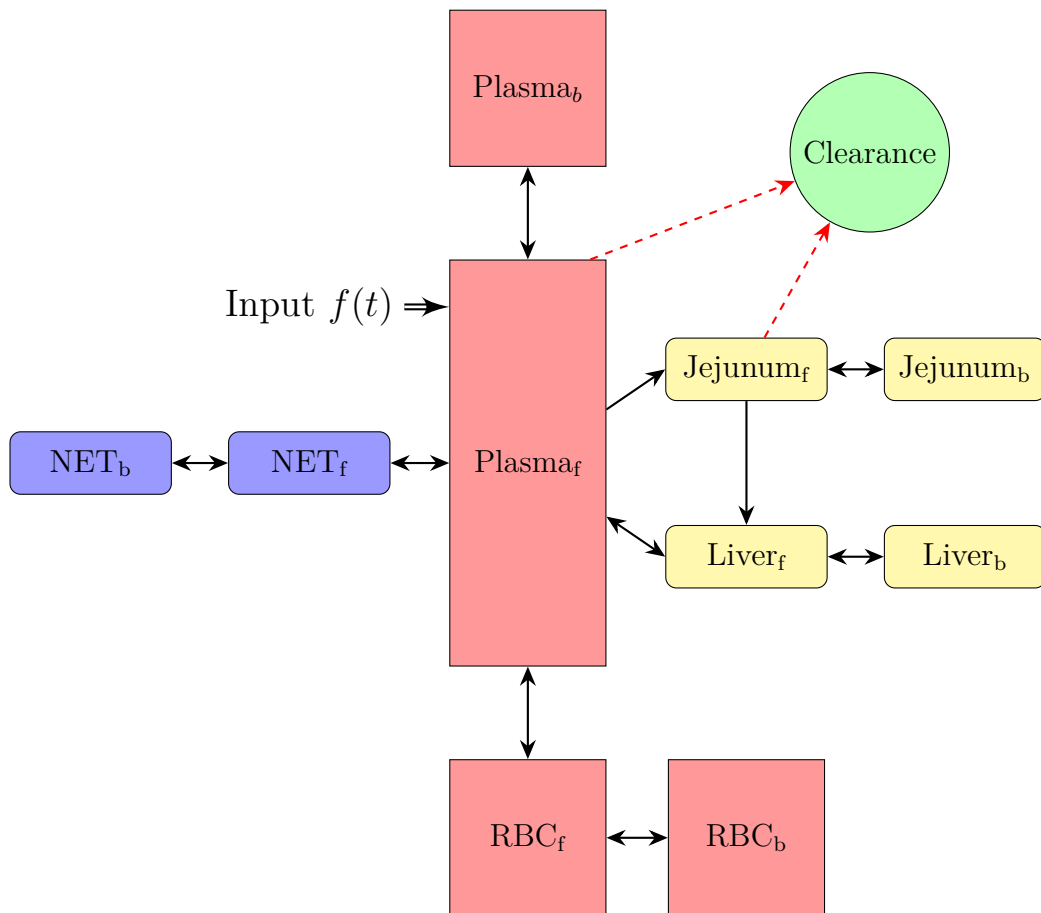 Plasma_b
Clearance
Input f(t)
Jejunum_f
Jejunum_b
NET_b
NET_f
Plasma_f
Liver_f
Liver_b
RBC_f
RBC_b